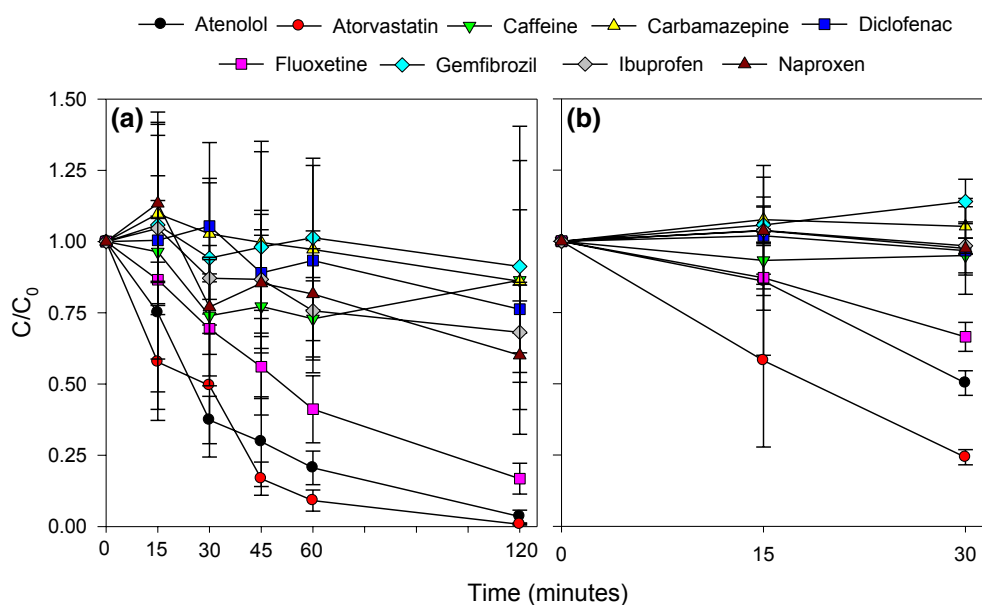 Atenolol Atorvastatin Caffeine Carbamazepine Diclofenac
Fluoxetine Gemfibrozil Ibuprofen Naproxen
C/C0
1.50
1.25
1.00
0.75
0.50
0.25
0.00
(a)
0 15 30 45 60 120
(b)
0 15 30
Time (minutes)